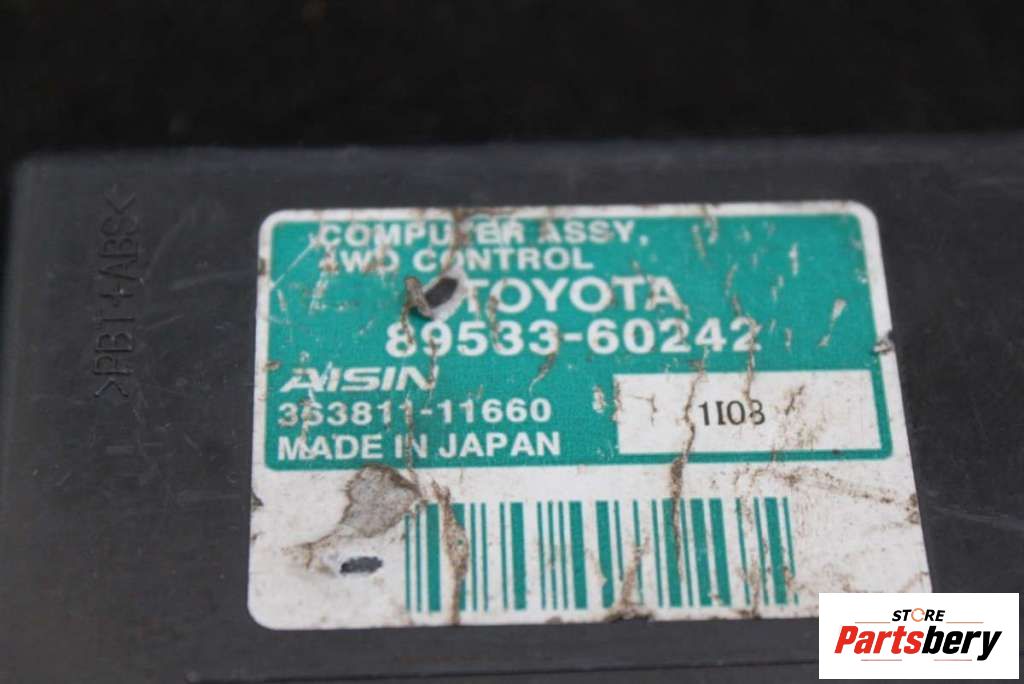 COMPUTER ASSY,
4WD CONTROL
TOYOTA
89533-60242
AISIN
363811-11660
1I08
MADE IN JAPAN
>PBT+ABS<
STORE
Partsbery